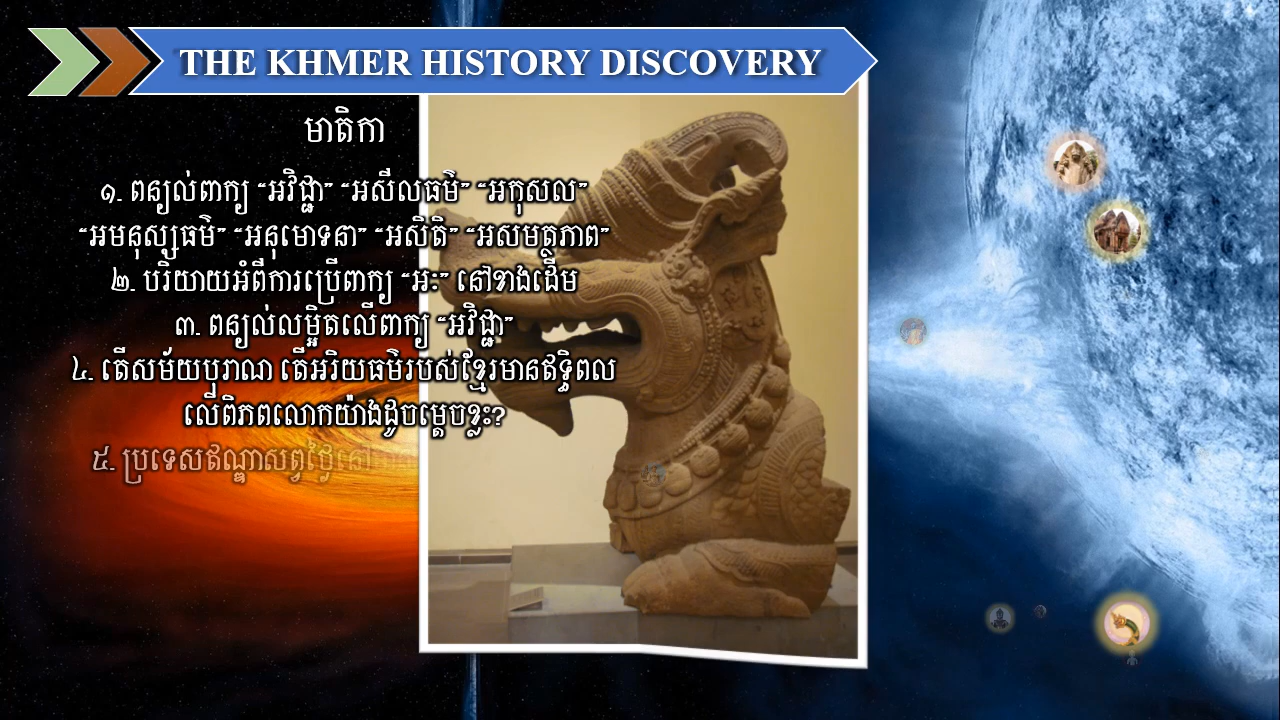 THE KHMER HISTORY DISCOVERY
មាតិកា
១. ពន្យល់ពាក្យ “អវិជ្ជា” “អសីលធម៌” “អកុសល”
“អមនុស្សធម៌” “អនុមោទនា” “អសិតិ” “អសមត្ថភាព”
២. បរិយាយអំពីការប្រើពាក្យ “អៈ” នៅខាងដើម
៣. ពន្យល់លម្អិតលើពាក្យ “អវិជ្ជា”
៤. តើសម័យបុរាណ តើអរិយធម៌របស់ខ្មែរមានឥទ្ធិពល
លើពិភពលោកយ៉ាងដូចម្ដេចខ្លះ?
៥. ប្រទេសឥណ្ឌាសព្វថ្ងៃនៅ